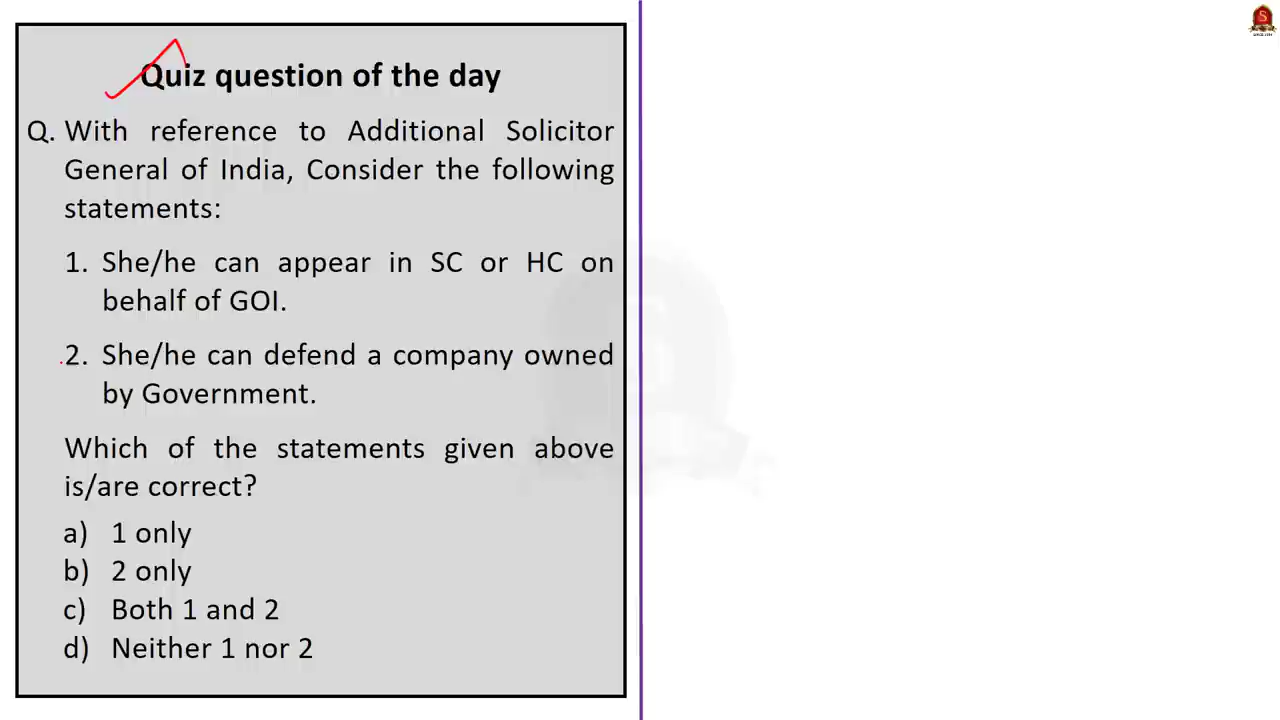 Quiz question of the day
Q. With reference to Additional Solicitor
General of India, Consider the following
statements:
1. She/he can appear in SC or HC on
behalf of GOI.
2. She/he can defend a company owned
by Government.
Which of the statements given above
is/are correct?
a) 1 only
b) 2 only
c) Both 1 and 2
d) Neither 1 nor 2